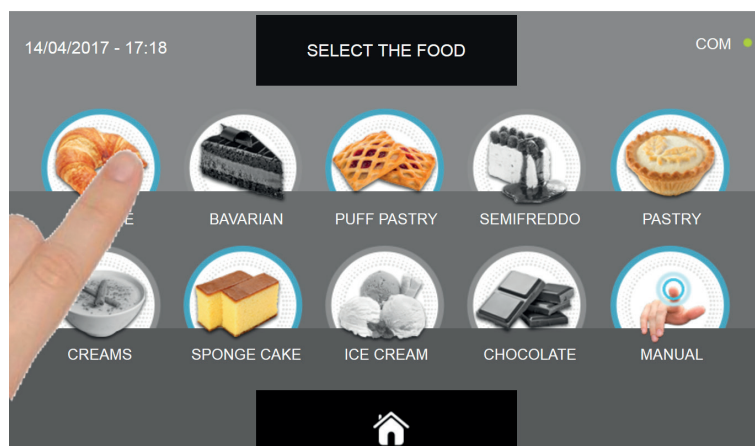 14/04/2017 - 17:18
SELECT THE FOOD
COM
BAVARIAN
PUFF PASTRY
SEMIFREDDO
PASTRY
CREAMS
SPONGE CAKE
ICE CREAM
CHOCOLATE
MANUAL